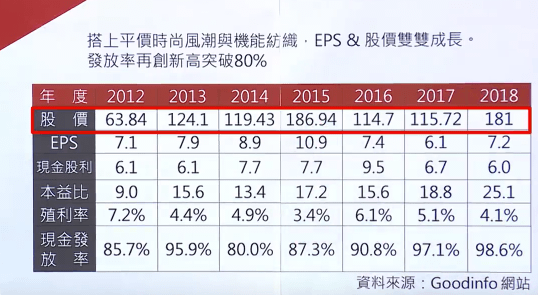 搭上平價時尚風潮與機能紡織，EPS & 股價雙雙成長。
發放率再創新高突破80%
年 度 2012 2013 2014 2015 2016 2017 2018
股 價 63.84 124.1 119.43 186.94 114.7 115.72 181
EPS 7.1 7.9 8.9 10.9 7.4 6.1 7.2
現金股利 6.1 6.1 7.7 7.7 9.5 6.7 6.0
本益比 9.0 15.6 13.4 17.2 15.6 18.8 25.1
殖利率 7.2% 4.4% 4.9% 3.4% 6.1% 5.1% 4.1%
現金發
放 率 85.7% 95.9% 80.0% 87.3% 90.8% 97.1% 98.6%
資料來源：Goodinfo 網站